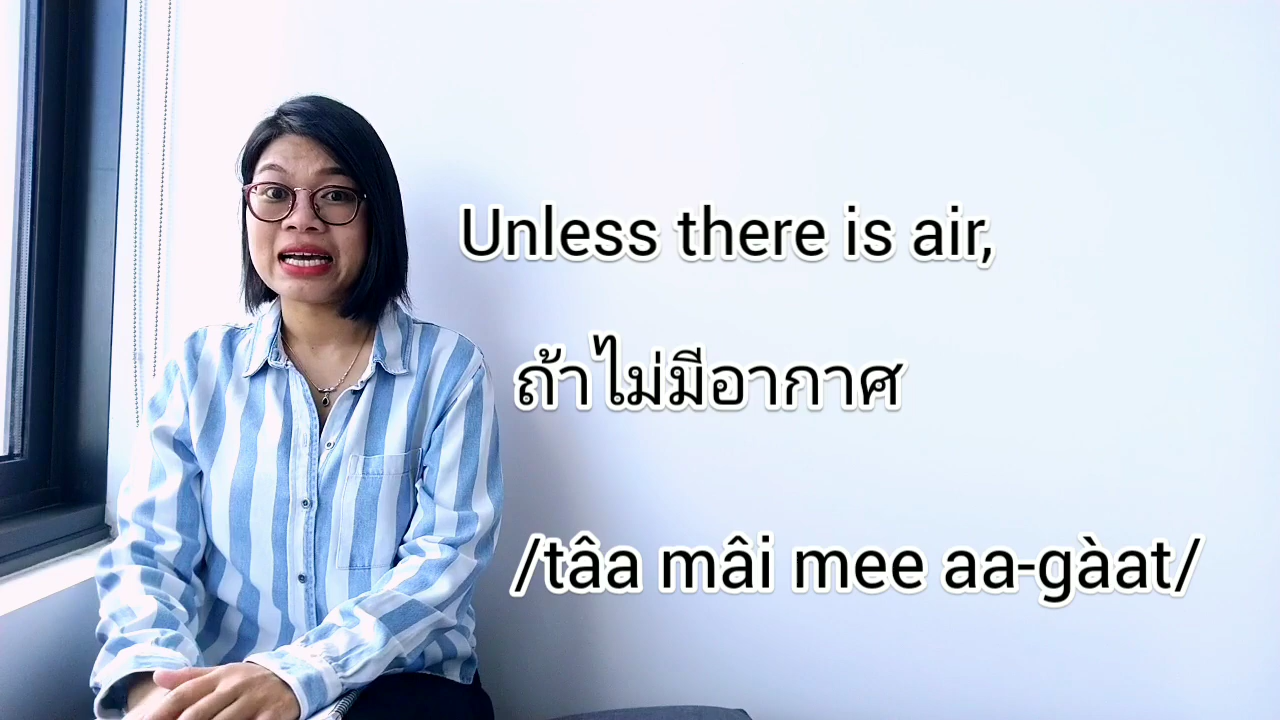 Unless there is air,
ถ้าไม่มีอากาศ
/tâa mâi mee aa-gàat/